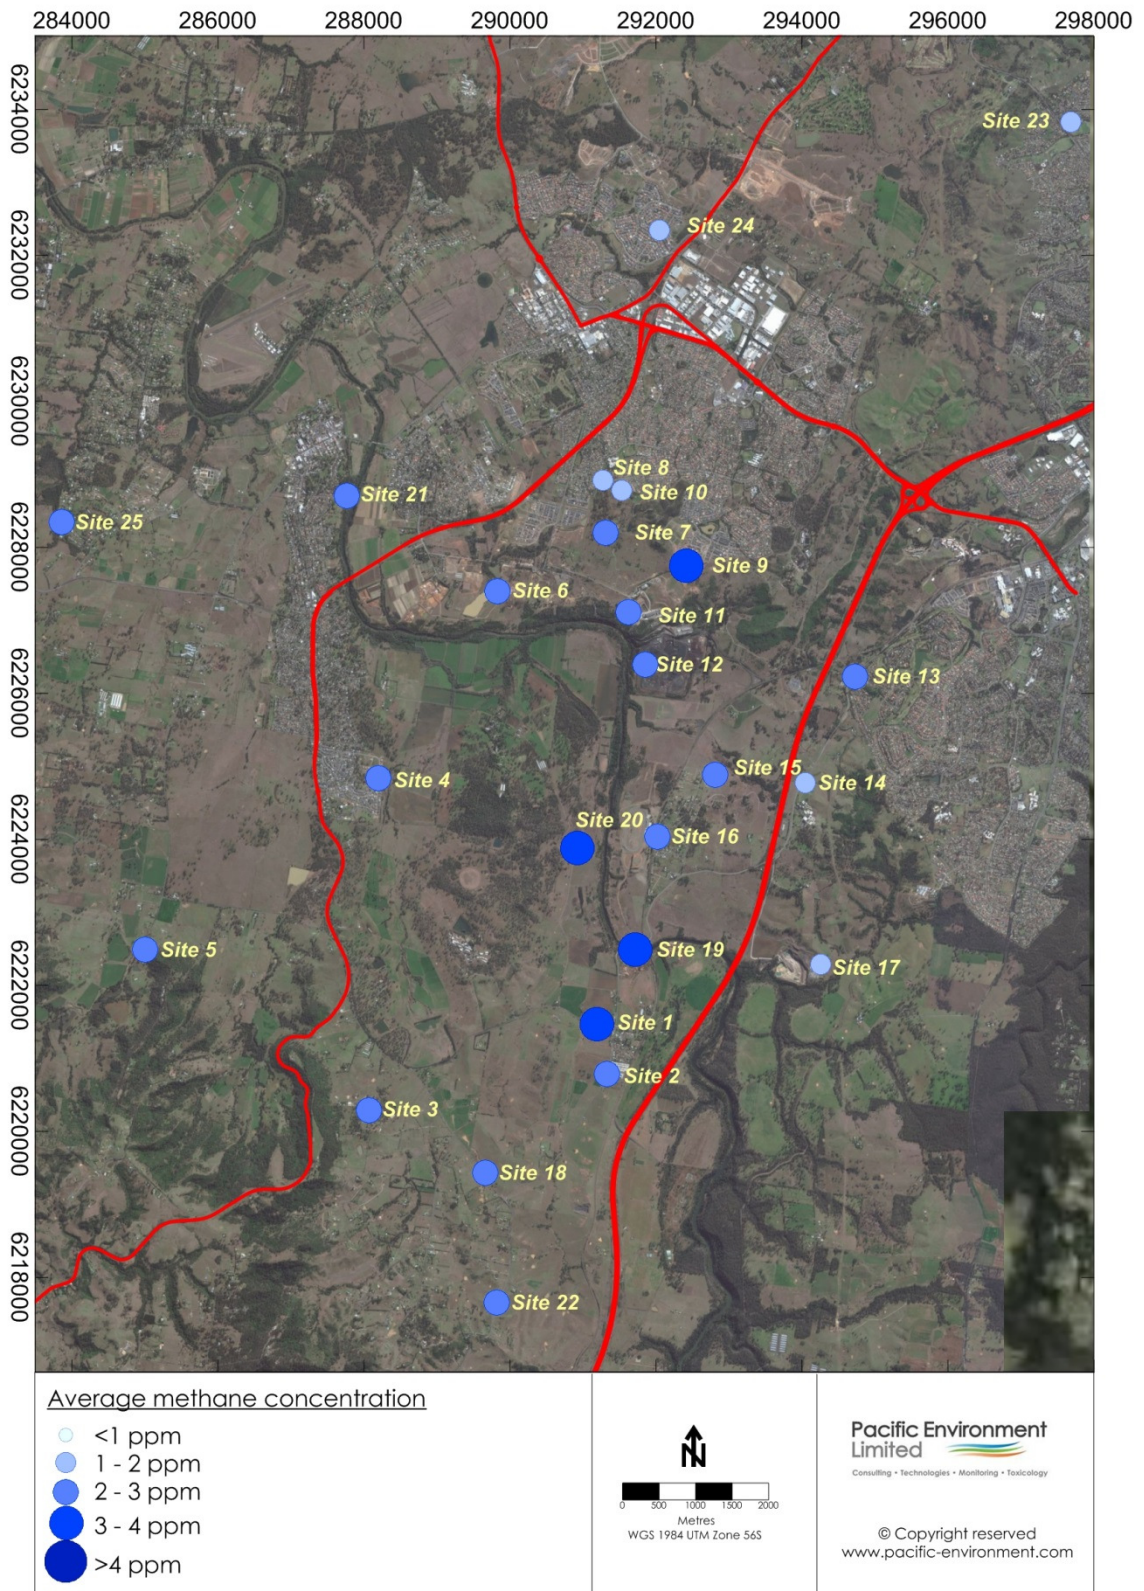 284000 286000 288000 290000 292000 294000 296000 298000
6234000
Site 23
Site 24
6232000
6230000
Site 8
Site 10
Site 21
Site 25
Site 7
6228000
Site 9
Site 6
Site 11
Site 12
Site 13
6226000
Site 15
Site 4
Site 14
Site 20
Site 16
6224000
Site 5
Site 19
Site 17
6222000
Site 1
Site 2
Site 3
6220000
Site 18
6218000
Site 22
Average methane concentration
<1 ppm
1 - 2 ppm
2 - 3 ppm
3 - 4 ppm
>4 ppm
N
0 500 1000 1500 2000
Metres
WGS 1984 UTM Zone 56S
Pacific Environment
Limited
Consulting • Technologies • Monitoring • Toxicology
© Copyright reserved
www.pacific-environment.com